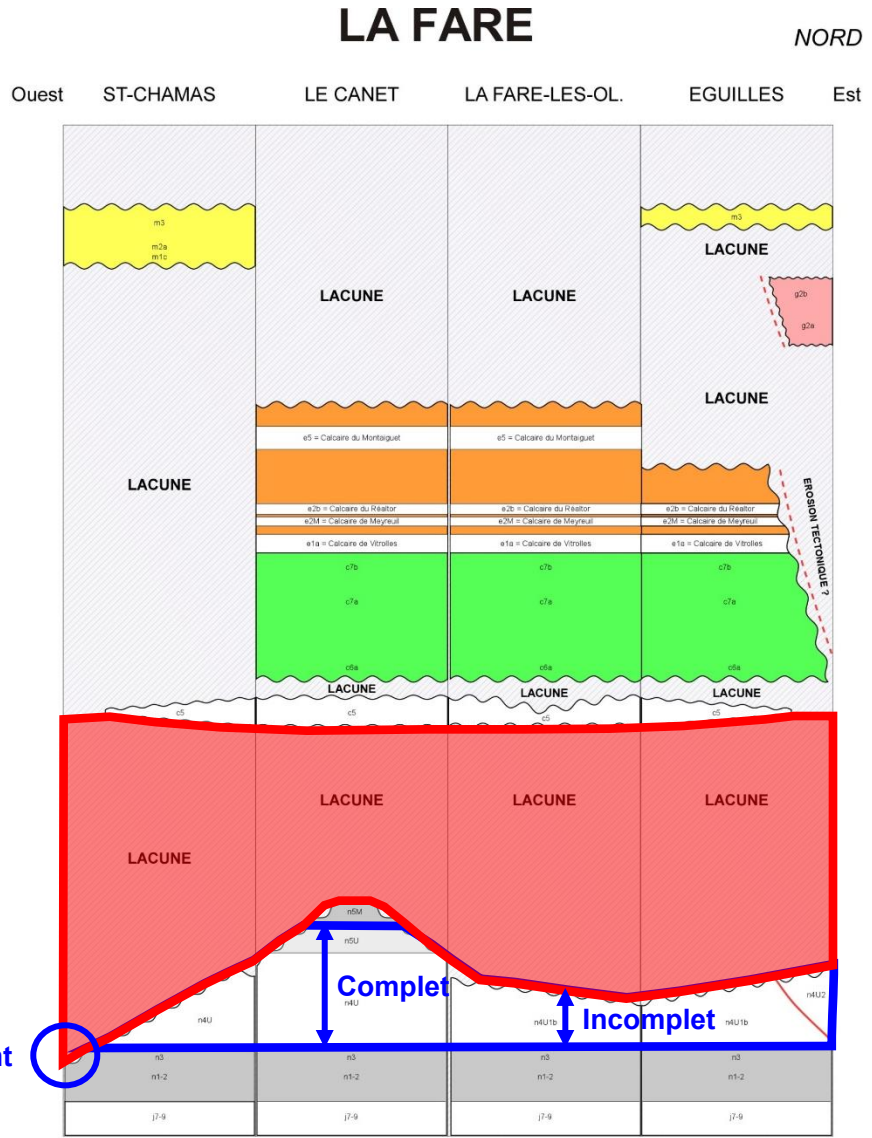 LA FARE
NORD
Ouest ST-CHAMAS LE CANET LA FARE-LES-OL. EGUILLES Est
m3
m2a
m1c
m3
LACUNE
g2b
g2a
LACUNE
LACUNE
LACUNE
e5 = Calcaire du Montaiguet
e5 = Calcaire du Montaiguet
LACUNE
EROSION TECTONIQUE ?
e2b = Calcaire du Réaltor
e2b = Calcaire du Réaltor
e2b = Calcaire du Réaltor
e2M = Calcaire de Meyreuil
e2M = Calcaire de Meyreuil
e2M = Calcaire de Meyreuil
e1a = Calcaire de Vitrolles
e1a = Calcaire de Vitrolles
e1a = Calcaire de Vitrolles
c7b c7b c7b
c7a c7a c7a
c6a c6a c6a
LACUNE LACUNE LACUNE
c5 c5 c5 c5
LACUNE LACUNE LACUNE
LACUNE
n5M
n5U
Complet
n4U
n4U2
n4U n4U1b n4U1b
Incomplet
nt
n3 n3 n3 n3
n1-2 n1-2 n1-2 n1-2
j7-9 j7-9 j7-9 j7-9